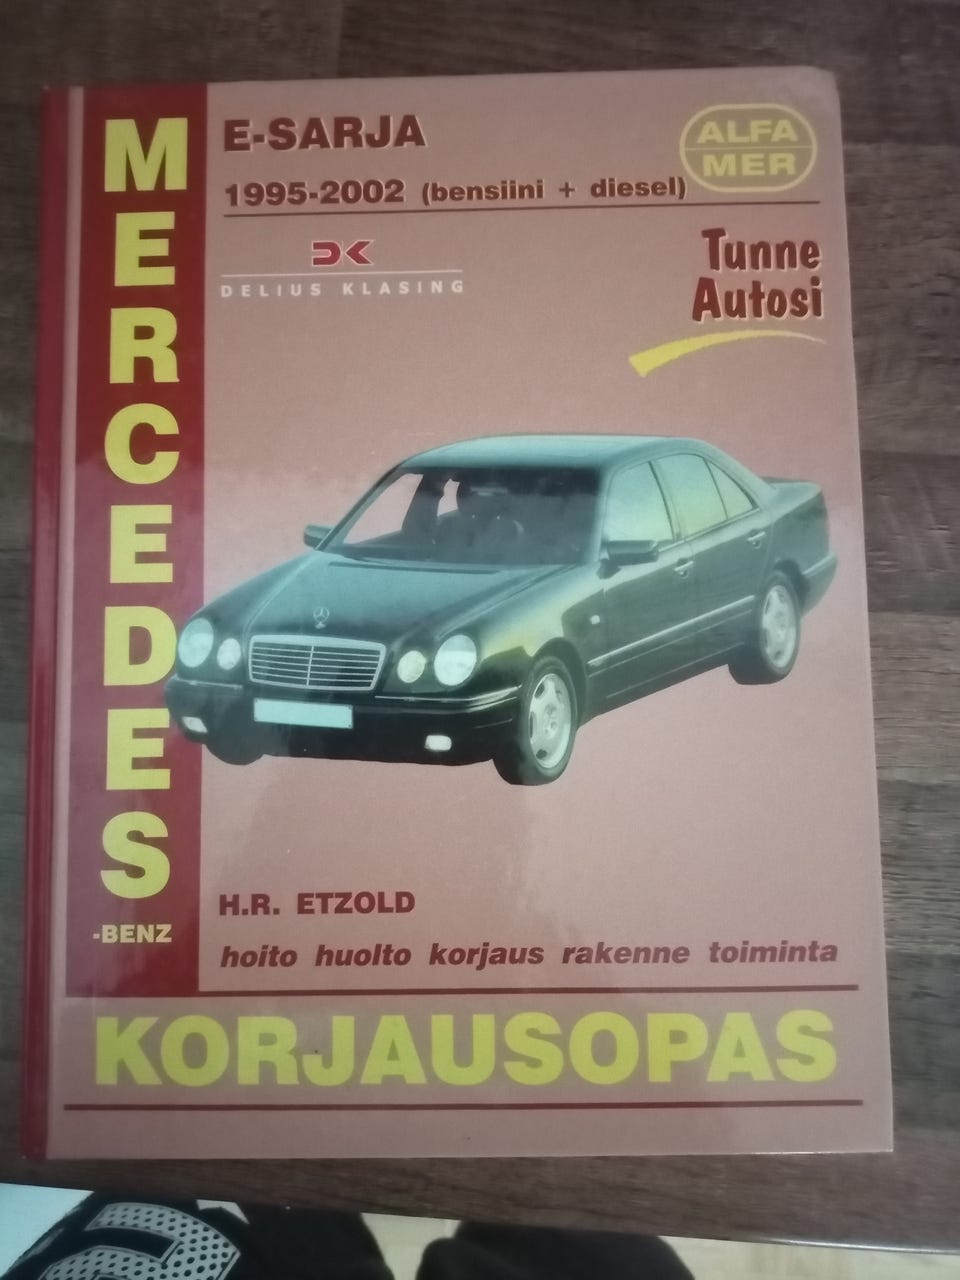 MERCEDES
-BENZ
E-SARJA
1995-2002 (bensiini + diesel)
ALFA
MER
DK
DELIUS KLASING
Tunne
Autosi
H.R. ETZOLD
hoito huolto korjaus rakenne toiminta
KORJAUSOPAS